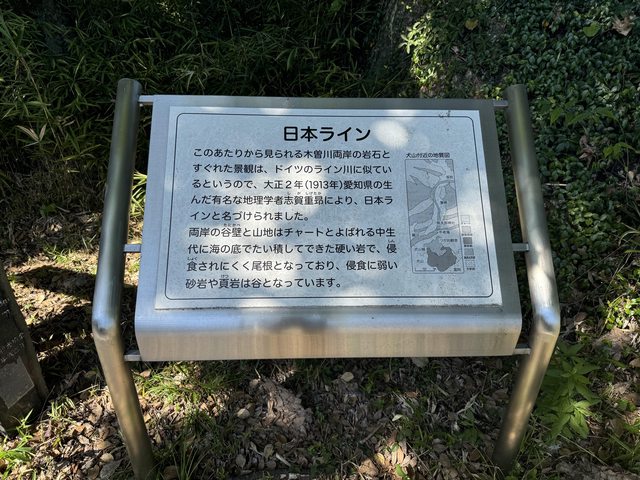 日本ライン
このあたりから見られる木曽川両岸の岩石と
すぐれた景観は、ドイツのライン川に似てい
るというので、大正2年(1913年)愛知県の生
んだ有名な地理学者志賀重昂により、日本ラ
インと名づけられました。
両岸の谷壁と山地はチャートとよばれる中生
代に海の底でたい積してできた硬い岩で、侵
食されにくく尾根となっており、侵食に弱い
砂岩や頁岩は谷となっています。
犬山付近の地質図